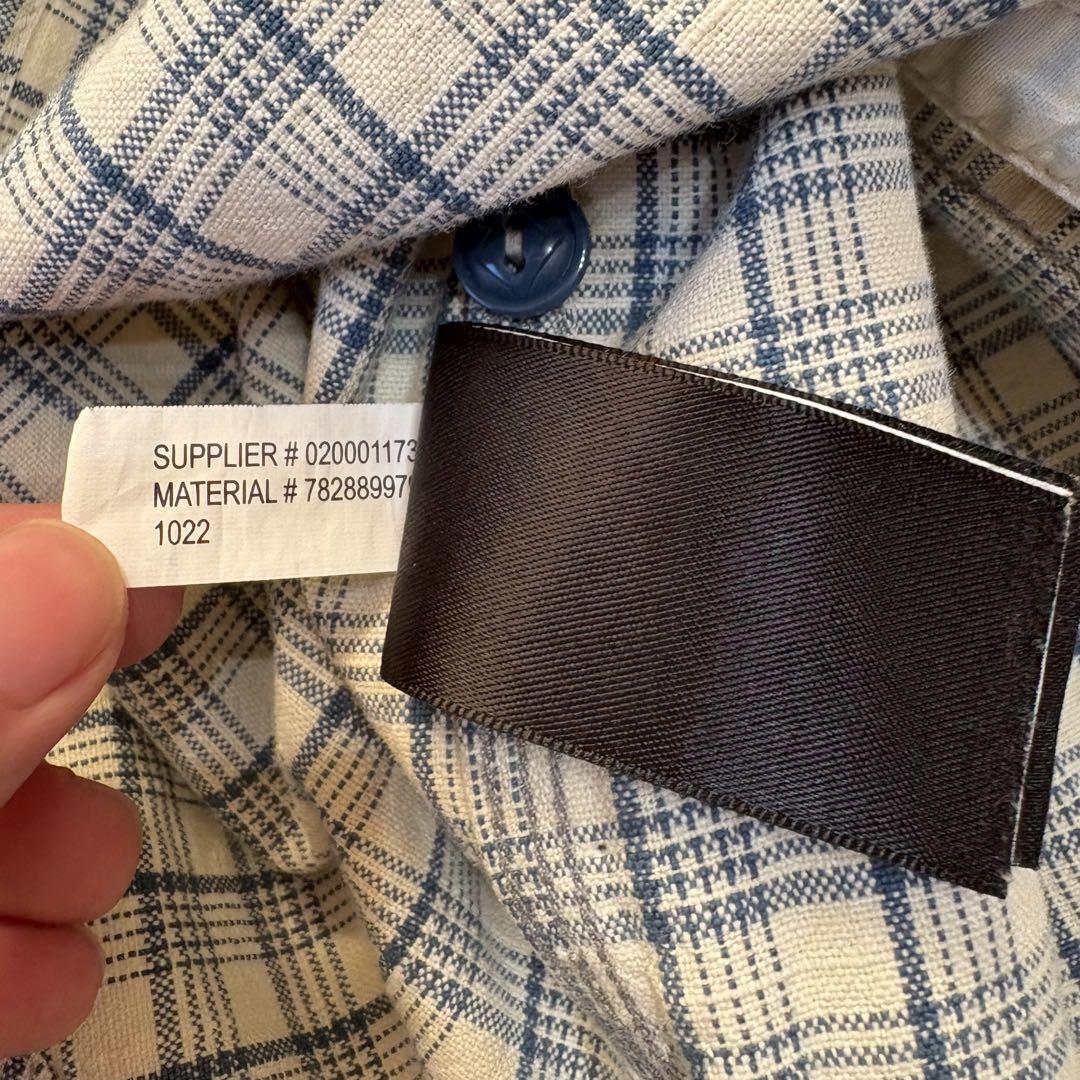 SUPPLIER # 020001173
MATERIAL # 782889979
1022